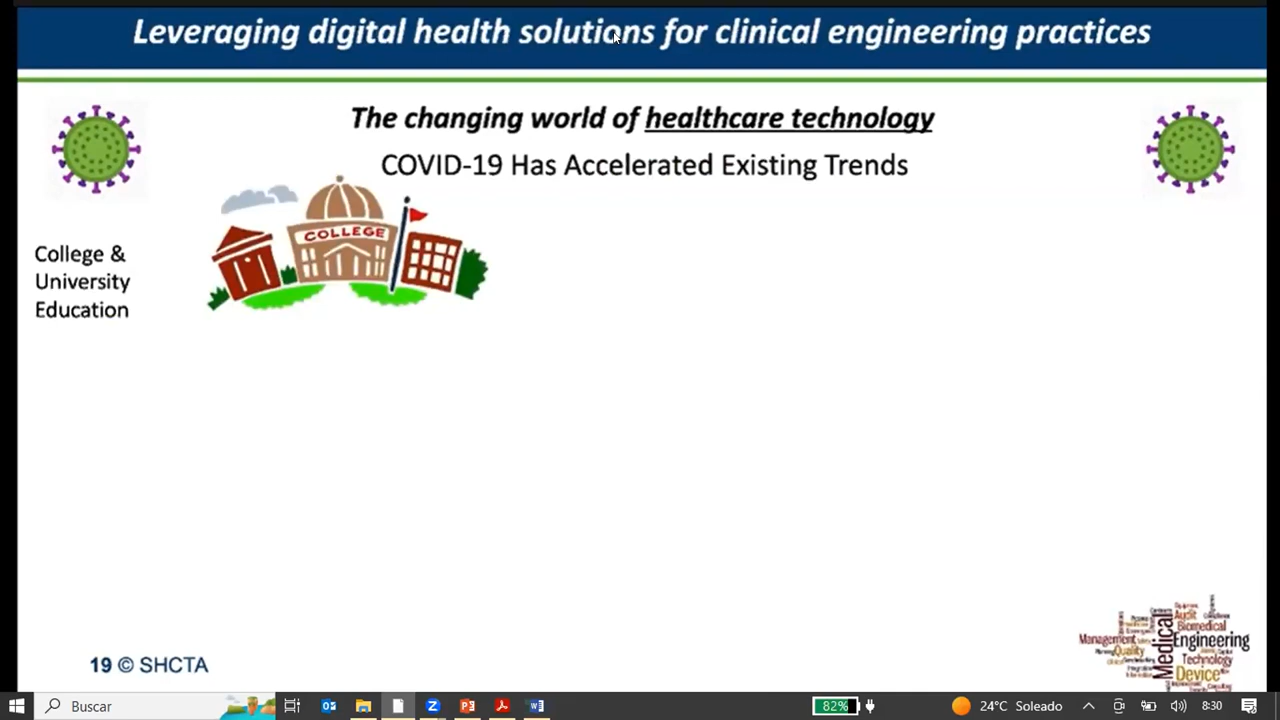 Leveraging digital health solutions for clinical engineering practices
The changing world of healthcare technology
COVID-19 Has Accelerated Existing Trends
COLLEGE
College &
University
Education
Audit
Biomedical
Management
Engineering
Medical
Quality
Technology
Device
19 © SHCTA
Buscar
82%
24°C Soleado
8:30